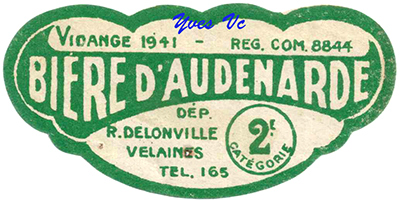 Yves Vc
VIDANGE 1941 - REG. COM. 8844
BIÈRE D'AUDENARDE
DÉP.
R. DELONVILLE
VELAINES
TEL. 165
2E
CATÉGORIE